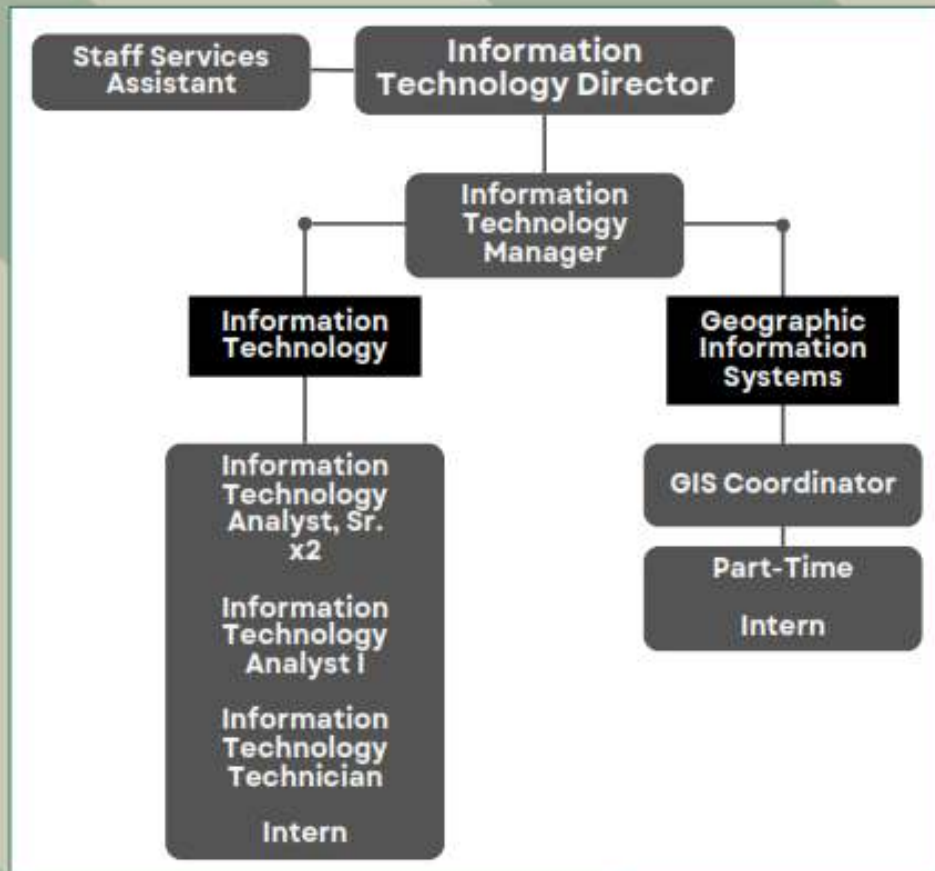 Staff Services
Assistant
Information
Technology Director
Information
Technology
Manager
Information
Technology
Geographic
Information
Systems
Information
Technology
Analyst, Sr.
x2
Information
Technology
Analyst I
Information
Technology
Technician
Intern
GIS Coordinator
Part-Time
Intern